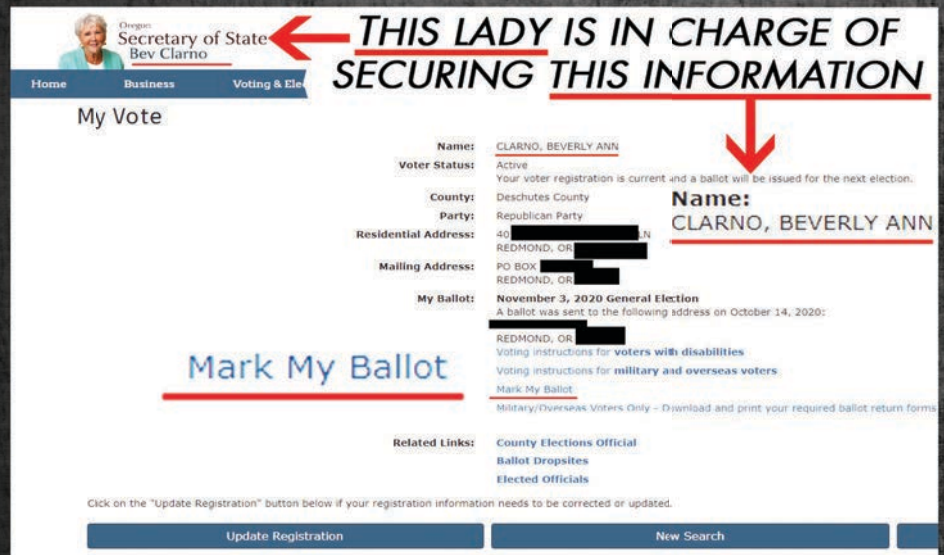 Oregon
Secretary of State
Bev Clarno
THIS LADY IS IN CHARGE OF
SECURING THIS INFORMATION
Home Business Voting &
My Vote
Name: CLARNO, BEVERLY ANN
Voter Status: Active
Your voter registration is current and a ballot will be issued for the next election.
County: Deschutes County
Name:
CLARNO, BEVERLY ANN
Party: Republican Party
Residential Address: 40 LN
REDMOND, OR
Mailing Address: PO BOX
REDMOND, OR
My Ballot: November 3, 2020 General Election
A ballot was sent to the following address on October 14, 2020:
REDMOND, OR
Voting instructions for voters with disabilities
Mark My Ballot
Voting instructions for military and overseas voters
Mark My Ballot
Military/Overseas Voters Only – Download and print your required ballot return forms
Related Links: County Elections Official
Ballot Dropsites
Elected Officials
Click on the "Update Registration" button below if your registration information needs to be corrected or updated.
Update Registration New Search